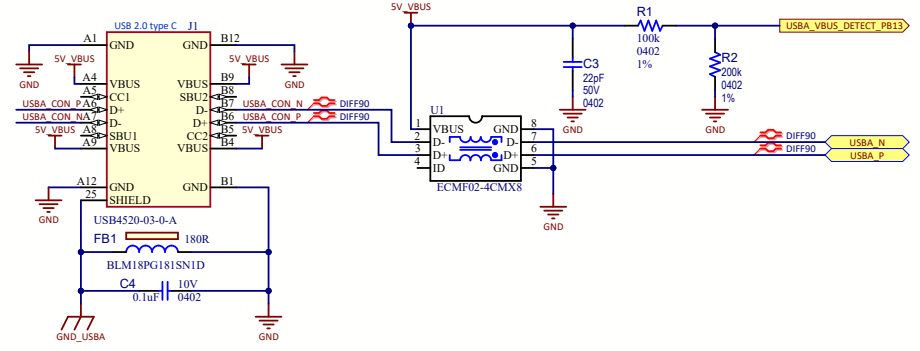 USB 2.0 type C
J1
A1 GND
GND B12
5V_VBUS
5V_VBUS
GND
GND
A4 VBUS
VBUS B9
A5 CC1
SBU2 B8
USBA_CON_P A6 D+
D- B7 USBA_CON_N DIFF90
USBA_CON_N A7 D-
D+ B6 USBA_CON_P DIFF90
5V_VBUS A8 SBU1
CC2 B5 5V_VBUS
A9 VBUS
VBUS B4
A12 GND
GND B1
25 SHIELD
GND
USB4520-03-0-A
FB1
180R
BLM18PG181SN1D
C4
10V
0.1uF
0402
GND_USBA
GND
5V_VBUS
R1
100k
0402
1%
USBA_VBUS_DETECT_PB13
C3
22pF
50V
0402
GND
R2
200k
0402
1%
GND
U1
1 VBUS GND 8
2 D- D- 7
3 D+ D+ 6
4 ID GND 5
ECMF02-4CMX8
GND
DIFF90
USBA_N
DIFF90
USBA_P